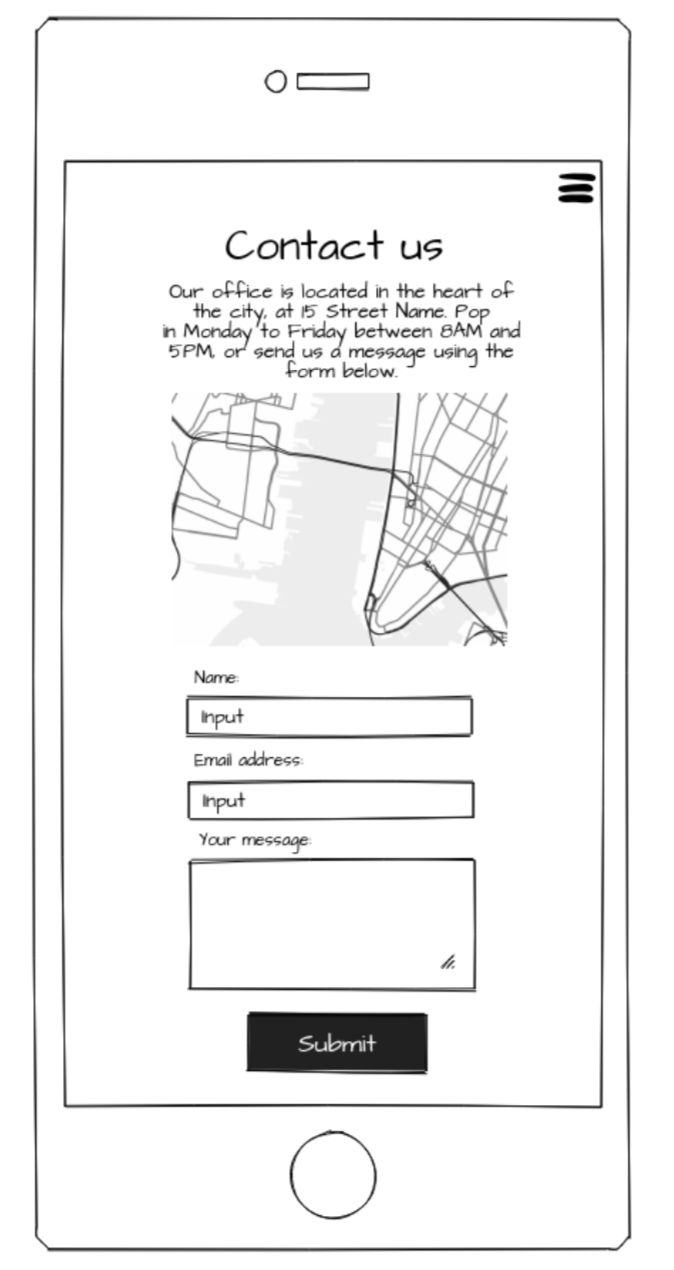 Contact us
Our office is located in the heart of
the city, at 15 Street Name. Pop
in Monday to Friday between 8AM and
5PM, or send us a message using the
form below.
Name:
Input
Email address:
Input
Your message:
Submit